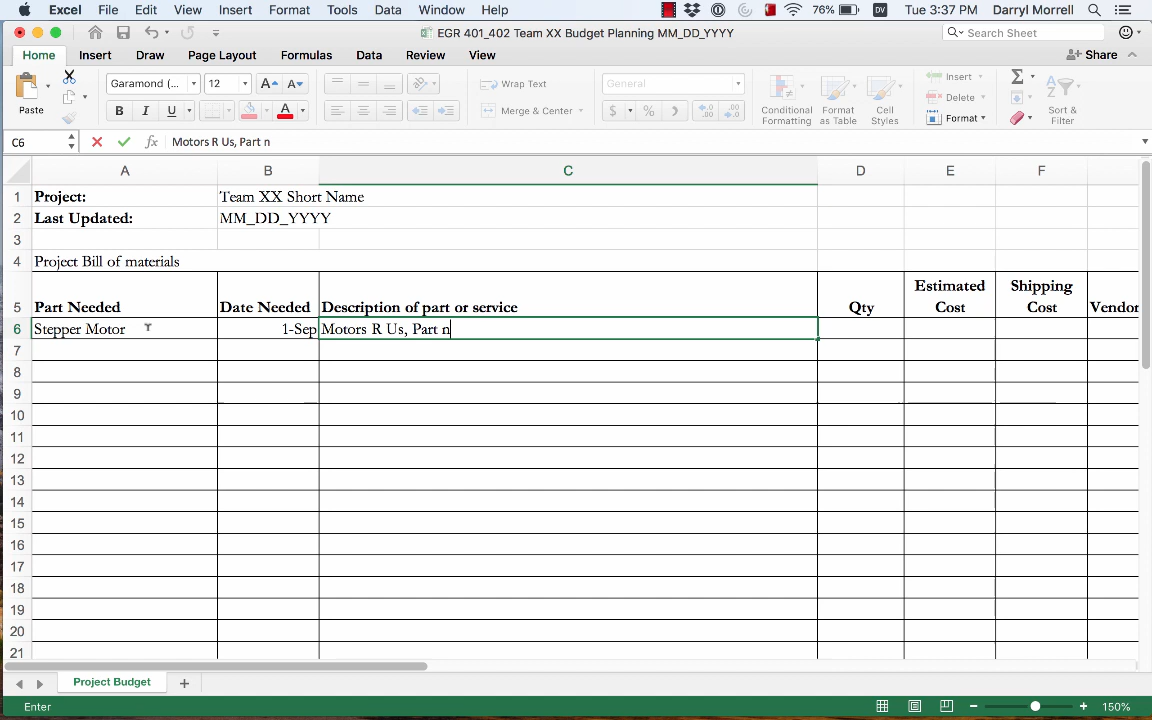 Excel File Edit View Insert Format Tools Data Window Help 76% DV Tue 3:37 PM Darryl Morrell
EGR 401_402 Team XX Budget Planning MM_DD_YYYY Search Sheet
Home Insert Draw Page Layout Formulas Data Review View Share
Paste Garamond (... 12 A A Wrap Text General Conditional Formatting Format as Table Cell Styles Insert Σ Sort & Filter
B I U A Merge & Center $ % Delete
Format
C6 fx Motors R Us, Part n
A B C D E F
1 Project: Team XX Short Name
2 Last Updated: MM_DD_YYYY
3
4 Project Bill of materials
5 Part Needed Date Needed Description of part or service Qty Estimated Cost Shipping Cost Vendor
6 Stepper Motor 1-Sep Motors R Us, Part n
7
8
9
10
11
12
13
14
15
16
17
18
19
20
21
Project Budget +
Enter 150%